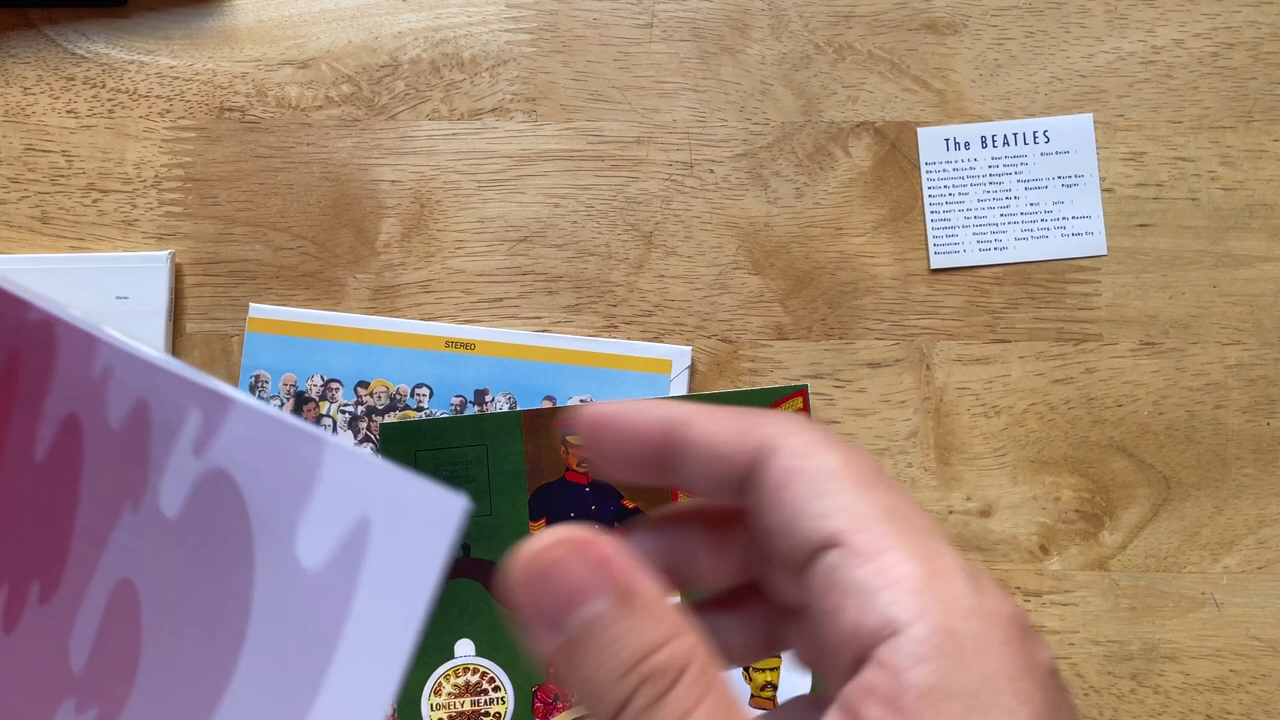 The BEATLES
Back in the U. S. S. R. : Dear Prudence : Glass Onion :
Ob-La-Di, Ob-La-Da : Wild Honey Pie :
The Continuing Story of Bungalow Bill :
While My Guitar Gently Weeps : Happiness is a Warm Gun :
Martha My Dear : I'm so tired : Blackbird : Piggies :
Rocky Raccoon : Don't Pass Me By :
Why don't we do it in the road? : I Will : Julia :
Birthday : Yer Blues : Mother Nature's Son :
Everybody's Got Something to Hide Except Me and My Monkey :
Sexy Sadie : Helter Skelter : Long, Long, Long :
Revolution I : Honey Pie : Savoy Truffle : Cry Baby Cry :
Revolution 9 : Good Night :
Stereo
STEREO
SGT PEPPERS
LONELY HEARTS